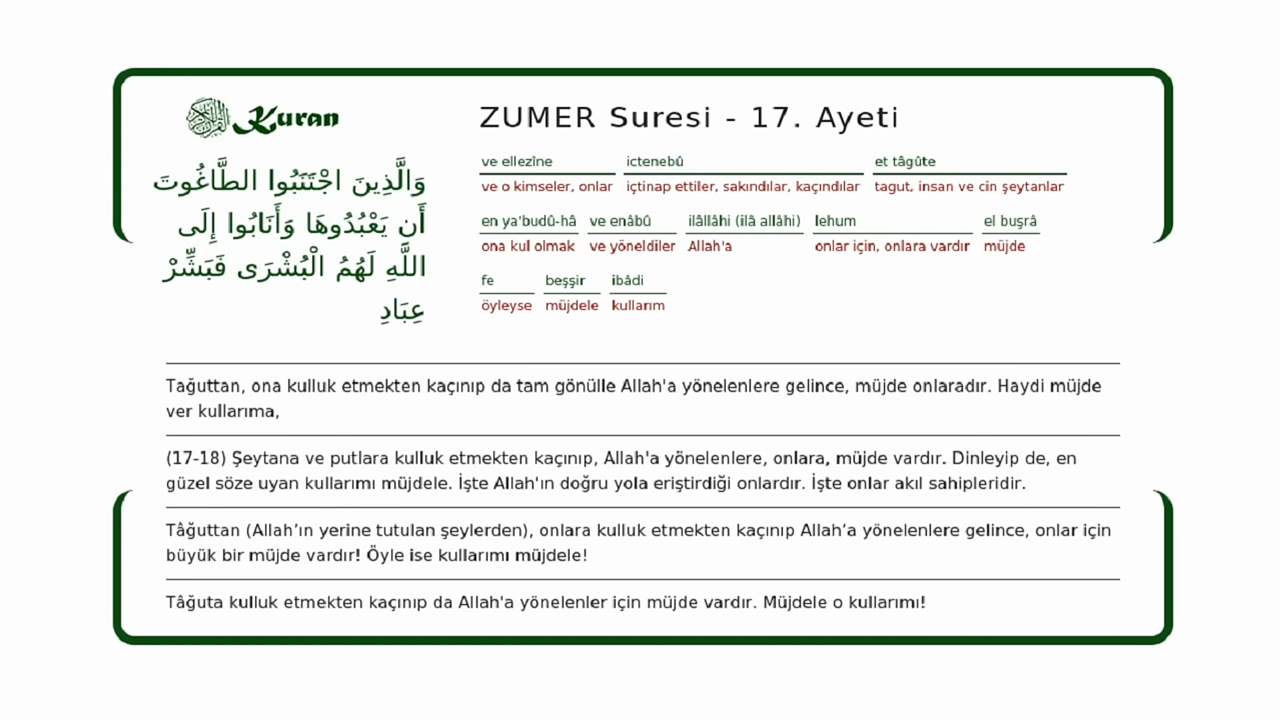 Kuran
ZUMER Suresi - 17. Ayeti
وَالَّذِينَ اجْتَنَبُوا الطَّاغُوتَ
أَن يَعْبُدُوهَا وَأَنَابُوا إِلَى
اللَّهِ لَهُمُ الْبُشْرَى فَبَشِّرْ
عِبَادِ
ve ellezîne ictenebû et tâgûte
ve o kimseler, onlar içtinap ettiler, sakındılar, kaçındılar tagut, insan ve cin şeytanlar
en ya'budû-hâ ve enâbû ilâllâhi (ilâ allâhi) lehum el buşrâ
ona kul olmak ve yöneldiler Allah'a onlar için, onlara vardır müjde
fe beşşir ibâdi
öyleyse müjdele kullarım
Tağuttan, ona kulluk etmekten kaçınıp da tam gönülle Allah'a yönelenlere gelince, müjde onlaradır. Haydi müjde
ver kullarıma,
(17-18) Şeytana ve putlara kulluk etmekten kaçınıp, Allah'a yönelenlere, onlara, müjde vardır. Dinleyip de, en
güzel söze uyan kullarımı müjdele. İşte Allah'ın doğru yola eriştirdiği onlardır. İşte onlar akıl sahipleridir.
Tâğuttan (Allah’ın yerine tutulan şeylerden), onlara kulluk etmekten kaçınıp Allah’a yönelenlere gelince, onlar için
büyük bir müjde vardır! Öyle ise kullarımı müjdele!
Tâğuta kulluk etmekten kaçınıp da Allah'a yönelenler için müjde vardır. Müjdele o kullarımı!